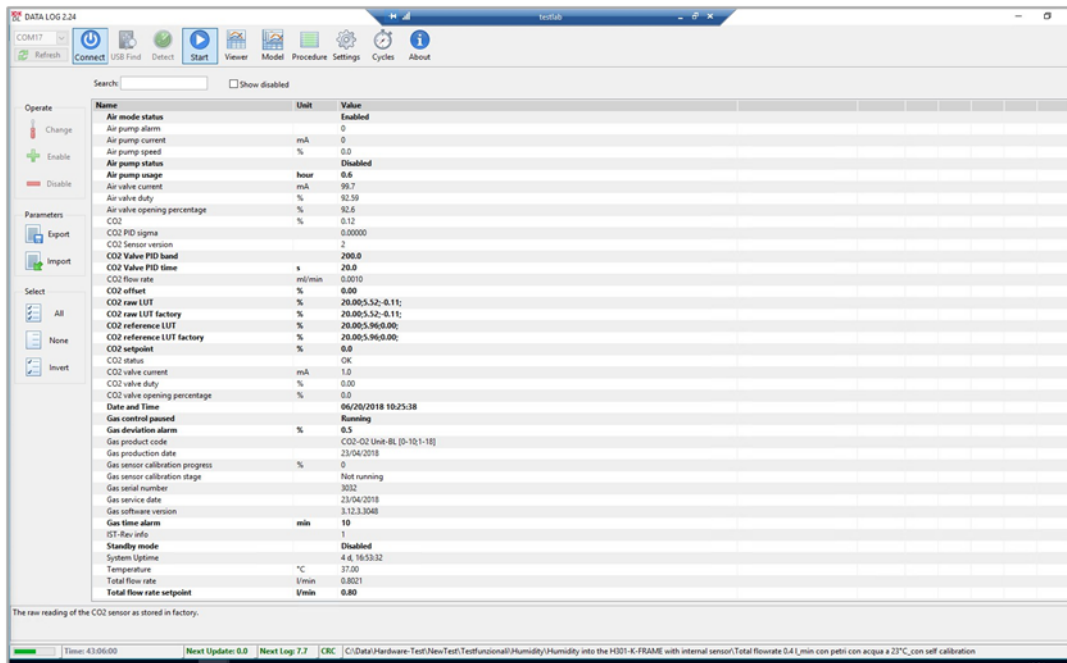 DATA LOG 2.24
testlab
COM17
Refresh
Connect USB Find Detect Start Viewer Model Procedure Settings Cycles About
Search:
Show disabled
Operate
Change
Enable
Disable
Parameters
Export
Import
Select
All
None
Invert
Name Unit Value
Air mode status Enabled
Air pump alarm 0
Air pump current mA 0
Air pump speed % 0.0
Air pump status Disabled
Air pump usage hour 0.6
Air valve current mA 99.7
Air valve duty % 92.59
Air valve opening percentage % 92.6
CO2 % 0.12
CO2 PID sigma 0.00000
CO2 Sensor version 2
CO2 Valve PID band 200.0
CO2 Valve PID time s 20.0
CO2 flow rate ml/min 0.0010
CO2 offset % 0.00
CO2 raw LUT % 20.00;5.52;-0.11;
CO2 raw LUT factory % 20.00;5.52;-0.11;
CO2 reference LUT % 20.00;5.96;0.00;
CO2 reference LUT factory % 20.00;5.96;0.00;
CO2 setpoint % 0.0
CO2 status OK
CO2 valve current mA 1.0
CO2 valve duty % 0.00
CO2 valve opening percentage % 0.0
Date and Time 06/20/2018 10:25:38
Gas control paused Running
Gas deviation alarm % 0.5
Gas product code CO2-O2 Unit-BL [0-10;1-18]
Gas production date 23/04/2018
Gas sensor calibration progress % 0
Gas sensor calibration stage Not running
Gas serial number 3032
Gas service date 23/04/2018
Gas software version 3.12.3.3048
Gas time alarm min 10
IST-Rev info 1
Standby mode Disabled
System Uptime 4 d, 16:53:32
Temperature °C 37.00
Total flow rate l/min 0.8021
Total flow rate setpoint l/min 0.80
The raw reading of the CO2 sensor as stored in factory.
Time: 43:06:00 Next Update: 0.0 Next Log: 7.7 CRC C:\Data\Hardware-Test\NewTest\Testfunzionali\Humidity\Humidity into the H301-K-FRAME with internal sensor\Total flowrate 0.4 l_min con petri con acqua a 23°C_con self calibration